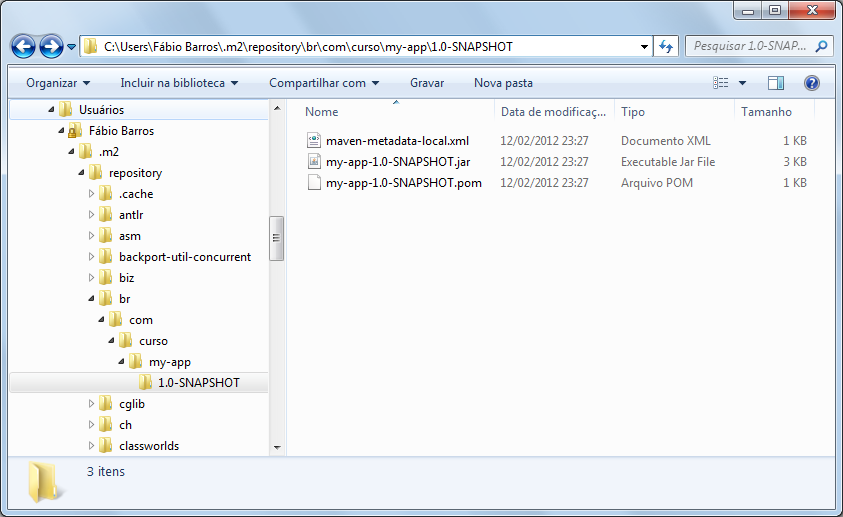 C:\Users\Fábio Barros\.m2\repository\br\com\curso\my-app\1.0-SNAPSHOT
Pesquisar 1.0-SNAP...
Organizar
Incluir na biblioteca
Compartilhar com
Gravar
Nova pasta
Usuários
Fábio Barros
.m2
repository
.cache
antlr
asm
backport-util-concurrent
biz
br
com
curso
my-app
1.0-SNAPSHOT
cglib
ch
classworlds
Nome Data de modificaç... Tipo Tamanho
maven-metadata-local.xml 12/02/2012 23:27 Documento XML 1 KB
my-app-1.0-SNAPSHOT.jar 12/02/2012 23:27 Executable Jar File 3 KB
my-app-1.0-SNAPSHOT.pom 12/02/2012 23:27 Arquivo POM 1 KB
3 itens